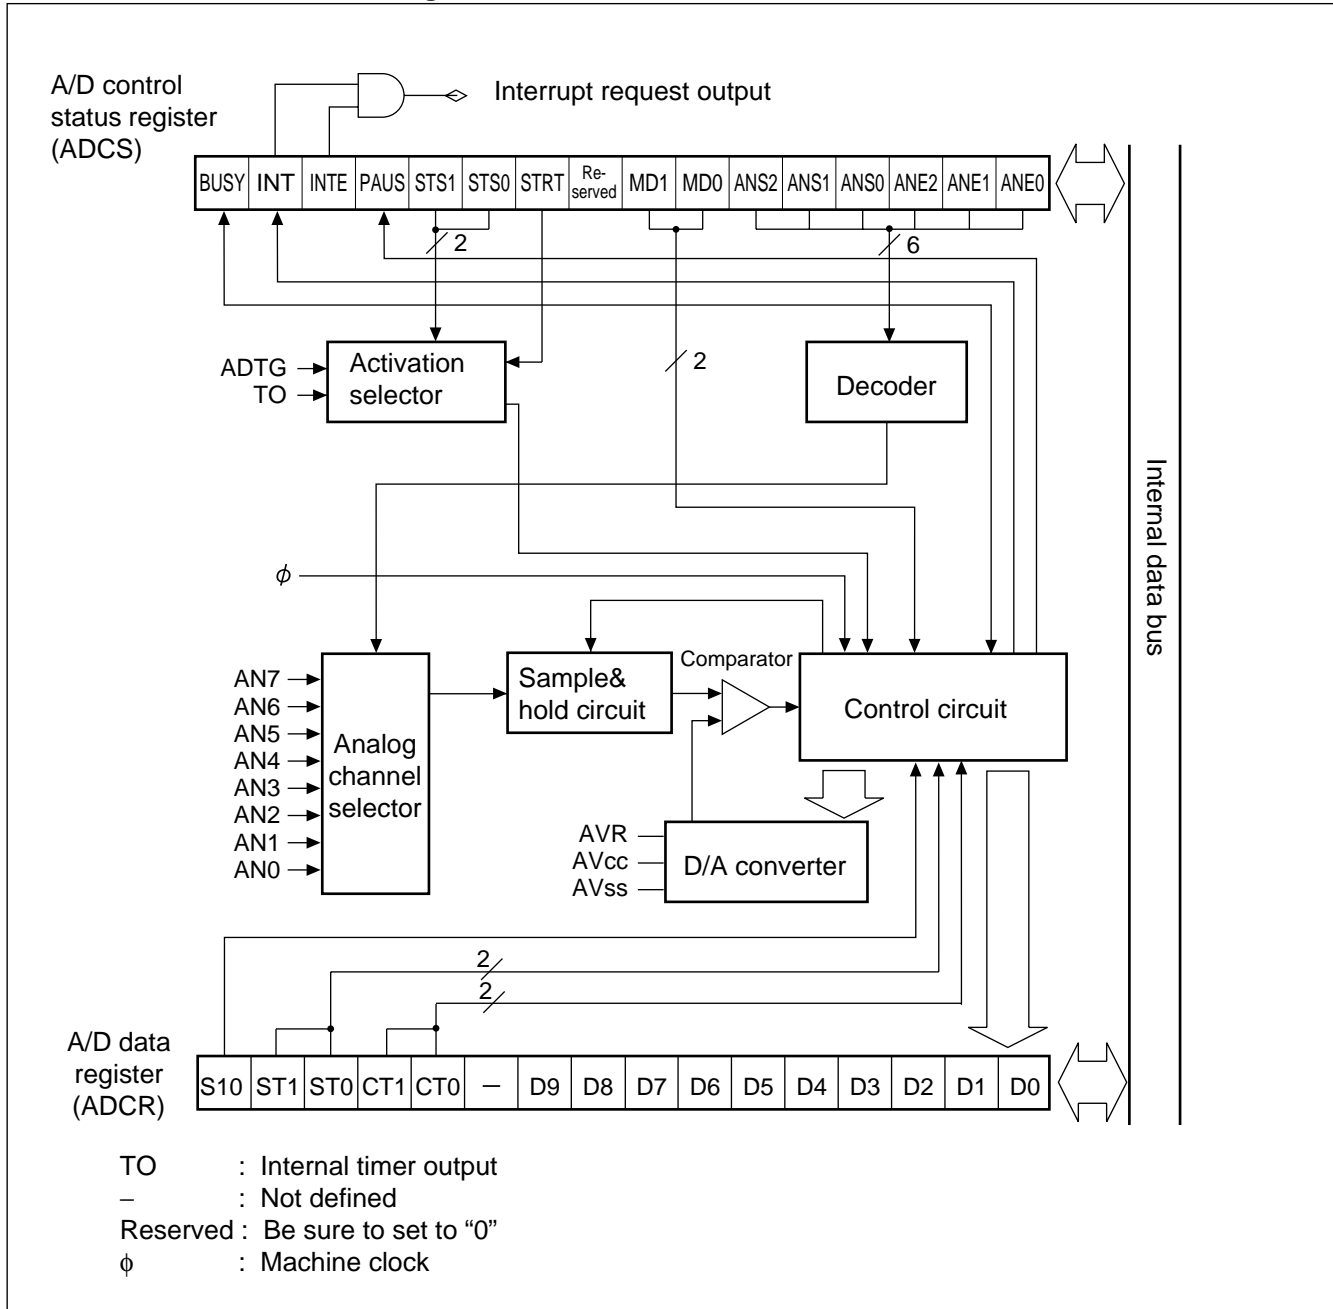 A/D control
status register
(ADCS)
Interrupt request output
BUSY INT INTE PAUS STS1 STS0 STRT Re-
served MD1 MD0 ANS2 ANS1 ANS0 ANE2 ANE1 ANE0
2
6
ADTG
TO
Activation
selector
2
Decoder
Internal data bus
ϕ
AN7
AN6
AN5
AN4
AN3
AN2
AN1
AN0
Analog
channel
selector
Sample&
hold circuit
Comparator
Control circuit
AVR
AVcc
AVss
D/A converter
2
2
A/D data
register
(ADCR)
S10 ST1 ST0 CT1 CT0 – D9 D8 D7 D6 D5 D4 D3 D2 D1 D0
TO : Internal timer output
– : Not defined
Reserved : Be sure to set to “0”
ϕ : Machine clock